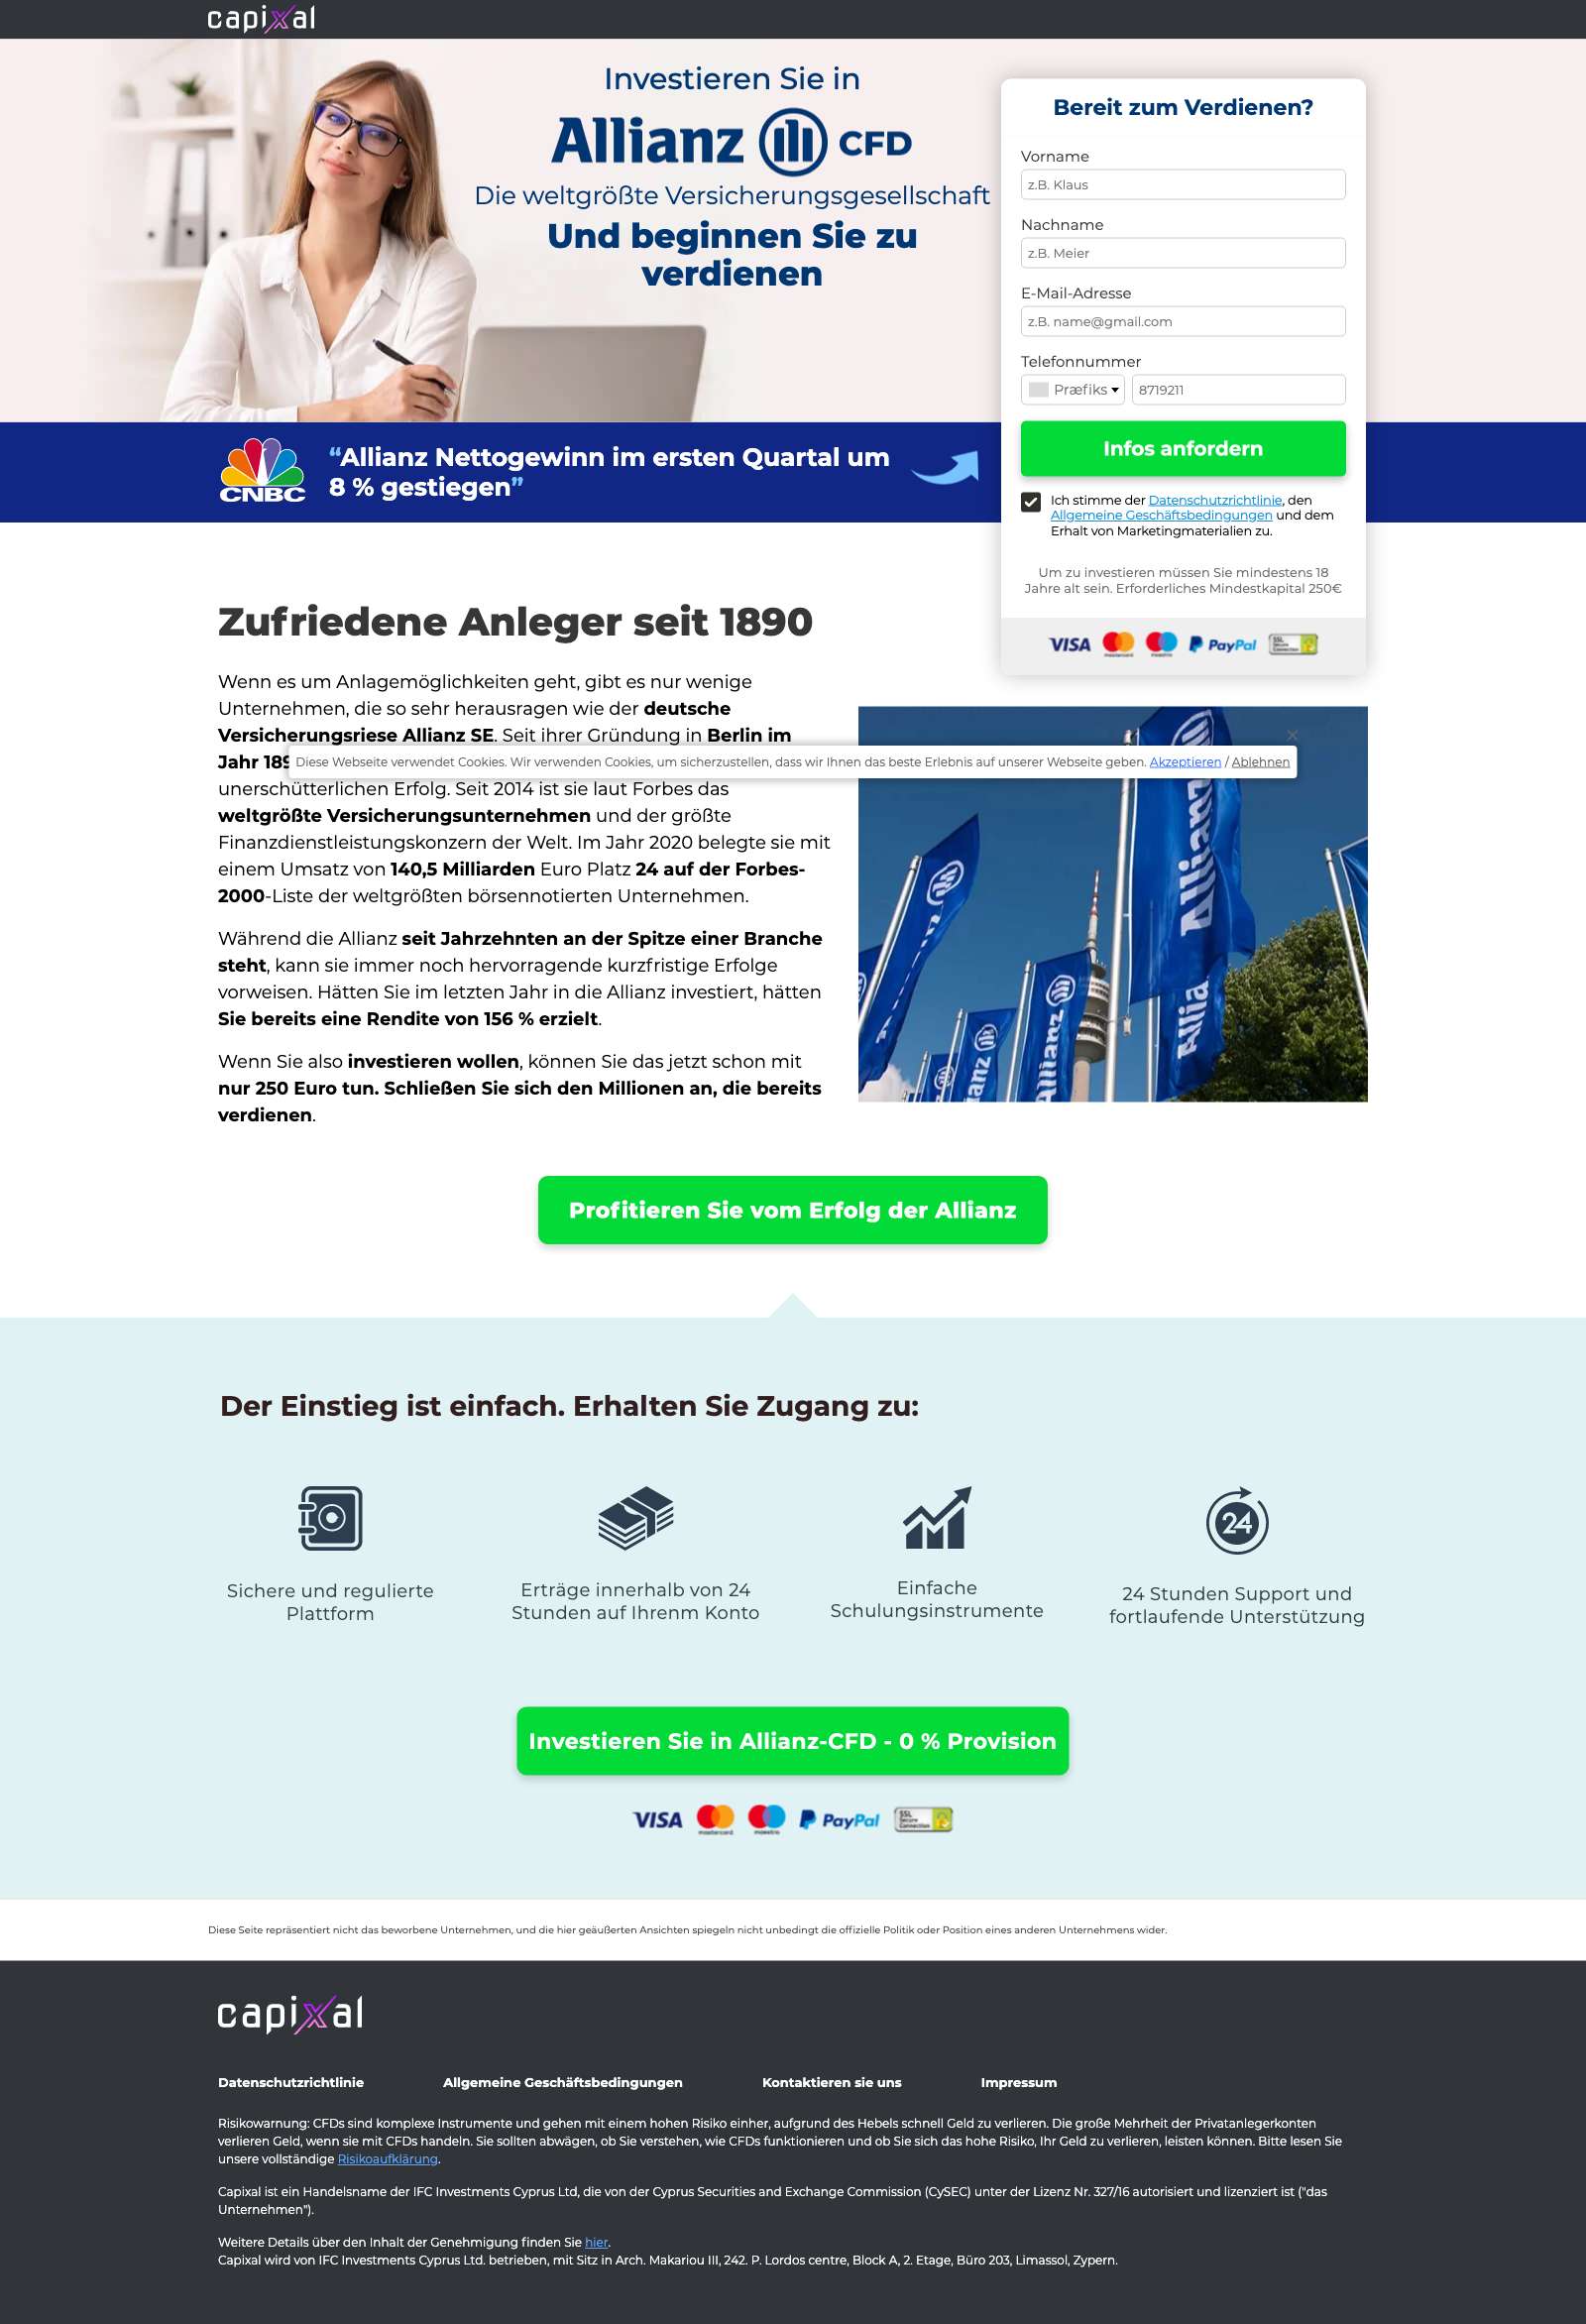 capixal
Investieren Sie in
Allianz CFD
Die weltgrößte Versicherungsgesellschaft
Und beginnen Sie zu
verdienen
Bereit zum Verdienen?
Vorname
z.B. Klaus
Nachname
z.B. Meier
E-Mail-Adresse
z.B. name@gmail.com
Telefonnummer
Præfiks 8719211
Infos anfordern
Ich stimme der Datenschutzrichtlinie, den
Allgemeine Geschäftsbedingungen und dem
Erhalt von Marketingmaterialien zu.
Um zu investieren müssen Sie mindestens 18
Jahre alt sein. Erforderliches Mindestkapital 250€
VISA mastercard maestro PayPal SSL Secure Connection
CNBC
“Allianz Nettogewinn im ersten Quartal um
8 % gestiegen”
Zufriedene Anleger seit 1890
Wenn es um Anlagemöglichkeiten geht, gibt es nur wenige
Unternehmen, die so sehr herausragen wie der deutsche
Versicherungsriese Allianz SE. Seit ihrer Gründung in Berlin im
Jahr 189
Diese Webseite verwendet Cookies. Wir verwenden Cookies, um sicherzustellen, dass wir Ihnen das beste Erlebnis auf unserer Webseite geben. Akzeptieren / Ablehnen
unerschütterlichen Erfolg. Seit 2014 ist sie laut Forbes das
weltgrößte Versicherungsunternehmen und der größte
Finanzdienstleistungskonzern der Welt. Im Jahr 2020 belegte sie mit
einem Umsatz von 140,5 Milliarden Euro Platz 24 auf der Forbes-
2000-Liste der weltgrößten börsennotierten Unternehmen.
Während die Allianz seit Jahrzehnten an der Spitze einer Branche
steht, kann sie immer noch hervorragende kurzfristige Erfolge
vorweisen. Hätten Sie im letzten Jahr in die Allianz investiert, hätten
Sie bereits eine Rendite von 156 % erzielt.
Wenn Sie also investieren wollen, können Sie das jetzt schon mit
nur 250 Euro tun. Schließen Sie sich den Millionen an, die bereits
verdienen.
Allianz
Allianz
Allianz
Profitieren Sie vom Erfolg der Allianz
Der Einstieg ist einfach. Erhalten Sie Zugang zu:
Sichere und regulierte
Plattform
Erträge innerhalb von 24
Stunden auf Ihrenm Konto
Einfache
Schulungsinstrumente
24
24 Stunden Support und
fortlaufende Unterstützung
Investieren Sie in Allianz-CFD - 0 % Provision
VISA mastercard maestro PayPal SSL Secure Connection
Diese Seite repräsentiert nicht das beworbene Unternehmen, und die hier geäußerten Ansichten spiegeln nicht unbedingt die offizielle Politik oder Position eines anderen Unternehmens wider.
capixal
Datenschutzrichtlinie Allgemeine Geschäftsbedingungen Kontaktieren sie uns Impressum
Risikowarnung: CFDs sind komplexe Instrumente und gehen mit einem hohen Risiko einher, aufgrund des Hebels schnell Geld zu verlieren. Die große Mehrheit der Privatanlegerkonten
verlieren Geld, wenn sie mit CFDs handeln. Sie sollten abwägen, ob Sie verstehen, wie CFDs funktionieren und ob Sie sich das hohe Risiko, Ihr Geld zu verlieren, leisten können. Bitte lesen Sie
unsere vollständige Risikoaufklärung.
Capixal ist ein Handelsname der IFC Investments Cyprus Ltd, die von der Cyprus Securities and Exchange Commission (CySEC) unter der Lizenz Nr. 327/16 autorisiert und lizenziert ist ("das
Unternehmen").
Weitere Details über den Inhalt der Genehmigung finden Sie hier.
Capixal wird von IFC Investments Cyprus Ltd. betrieben, mit Sitz in Arch. Makariou III, 242. P. Lordos centre, Block A, 2. Etage, Büro 203, Limassol, Zypern.